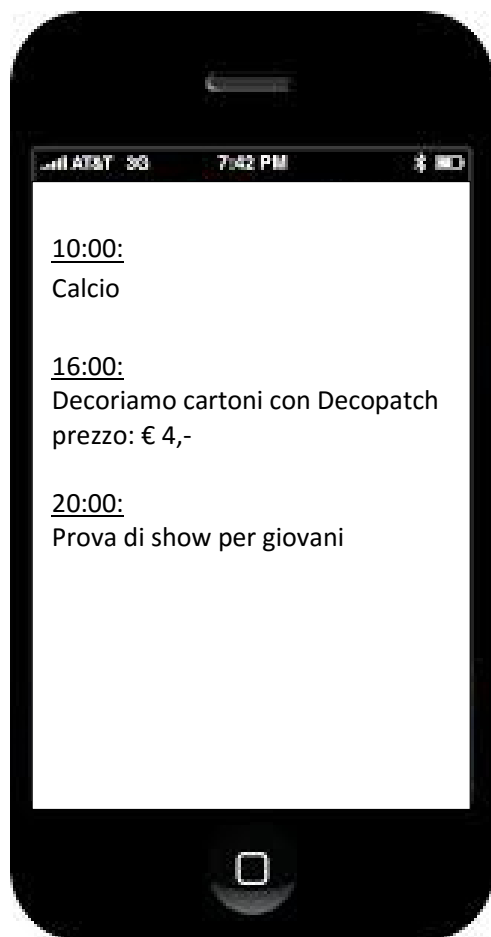 AT&T 3G 7:42 PM
10:00:
Calcio
16:00:
Decoriamo cartoni con Decopatch
prezzo: € 4,-
20:00:
Prova di show per giovani